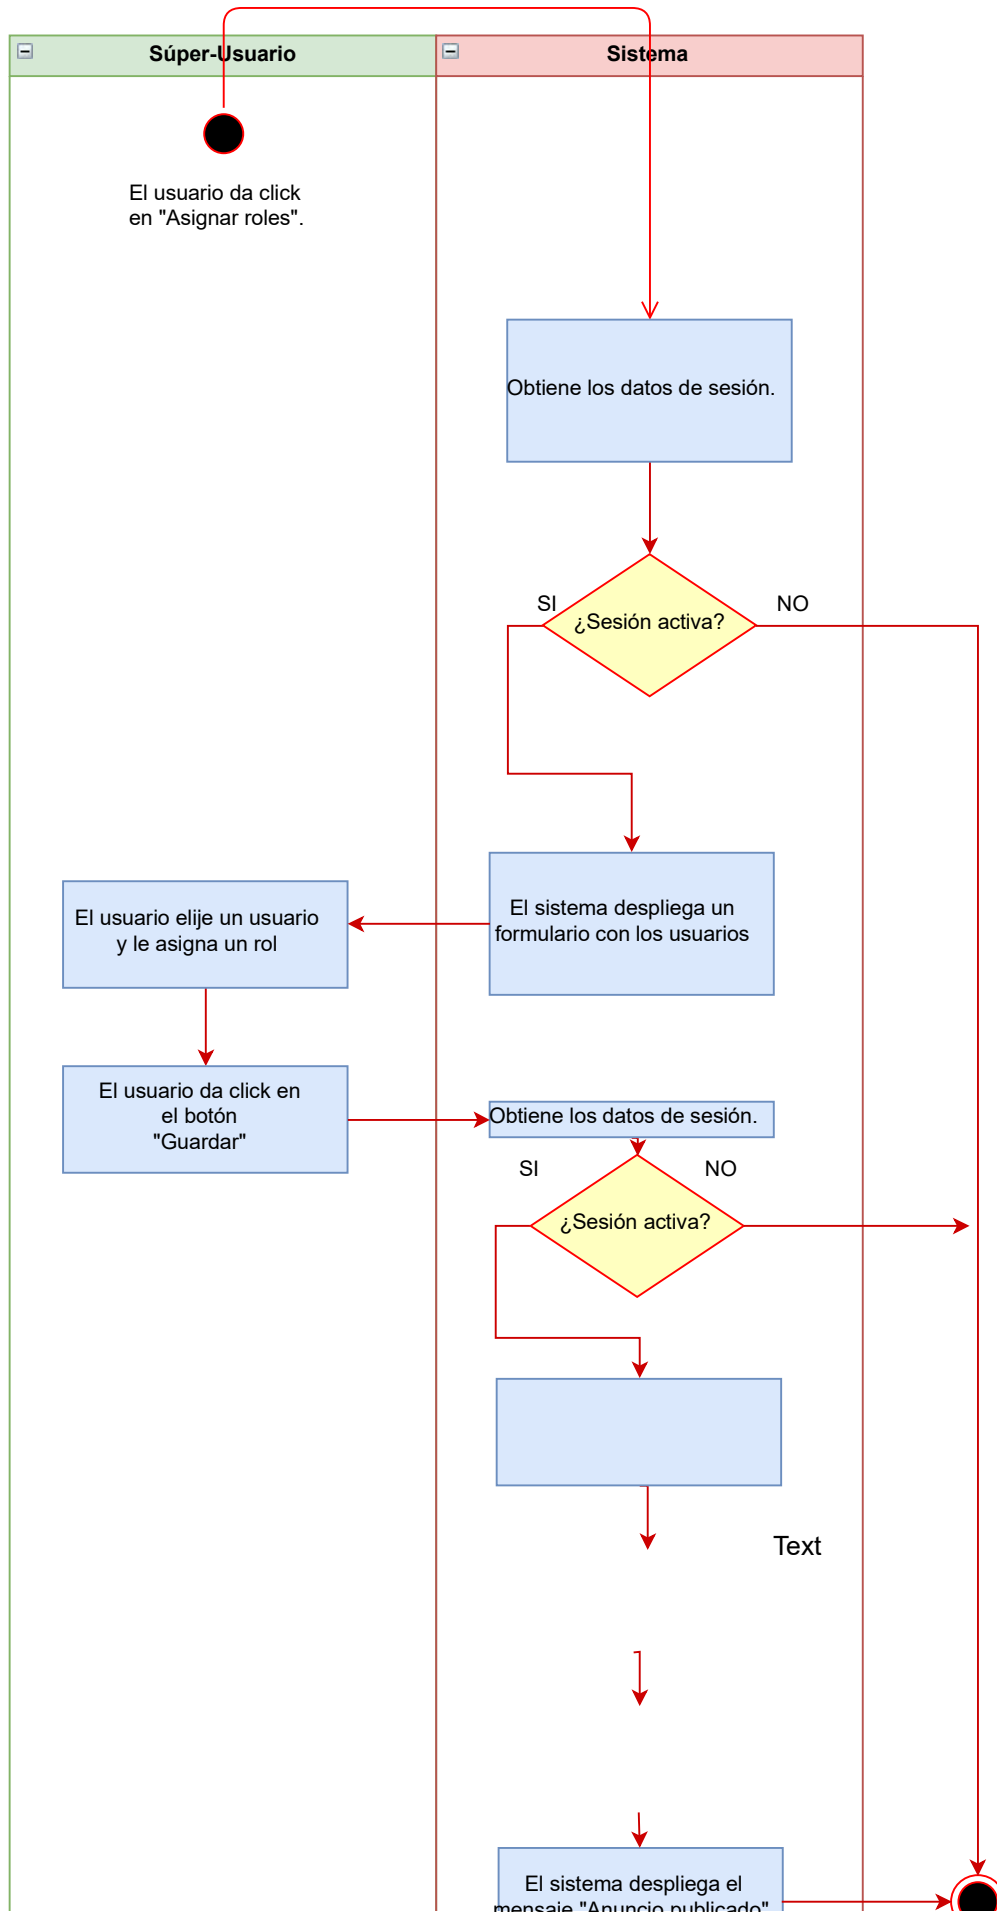 Súper-Usuario
Sistema
El usuario da click
en "Asignar roles".
Obtiene los datos de sesión.
SI
NO
¿Sesión activa?
El sistema despliega un
formulario con los usuarios
El usuario elije un usuario
y le asigna un rol
El usuario da click en
el botón
"Guardar"
Obtiene los datos de sesión.
SI
NO
¿Sesión activa?
Text
El sistema despliega el
mensaje "Anuncio publicado"